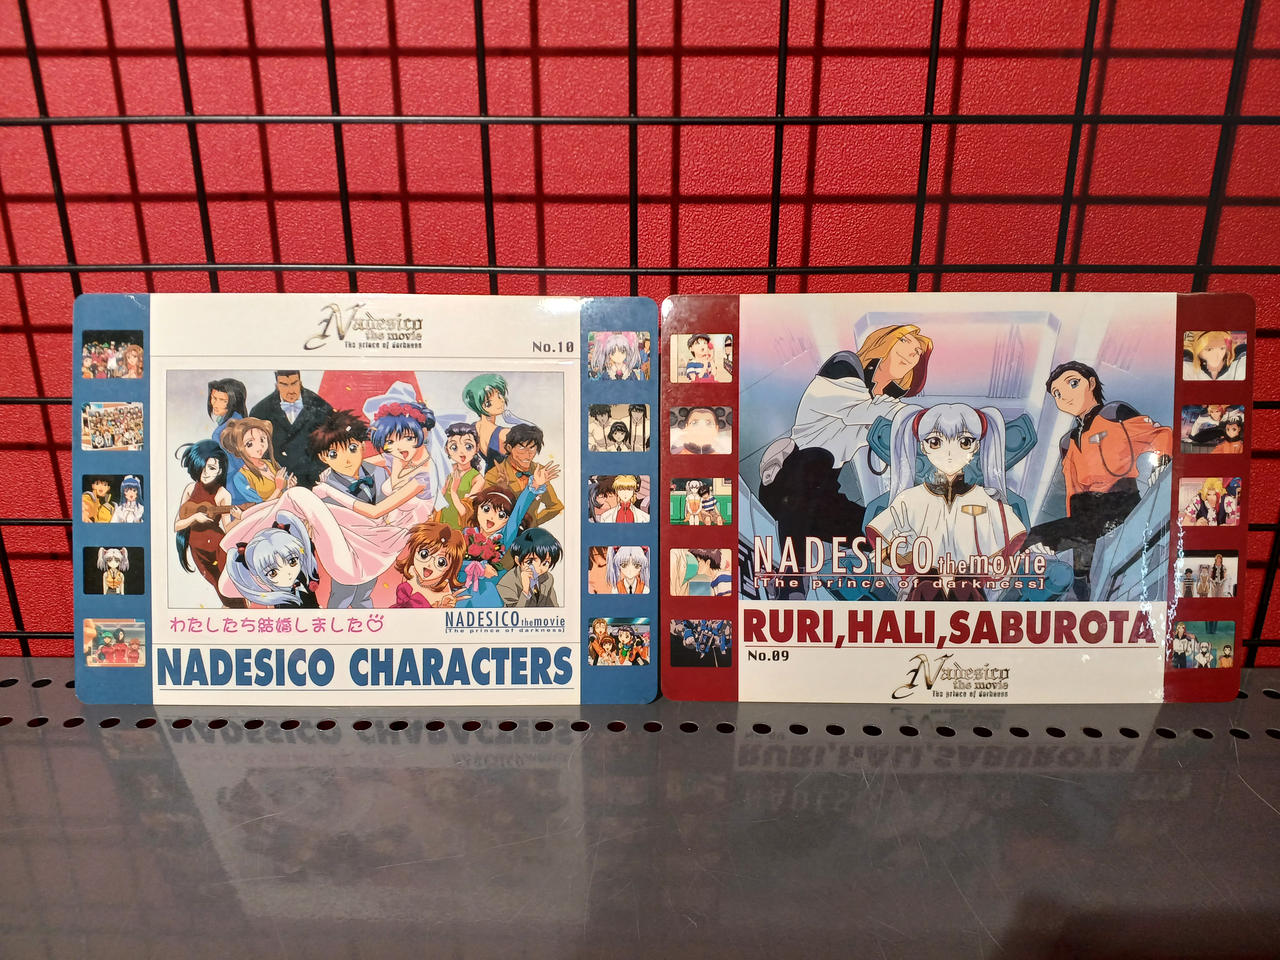 Nadesico
the movie
The prince of darkness
No.10
わたしたち結婚しました
NADESICO the movie
[The prince of darkness]
NADESICO CHARACTERS
NADESICO the movie
[The prince of darkness]
RURI,HALI,SABUROTA
No.09
Nadesico
the movie
The prince of darkness